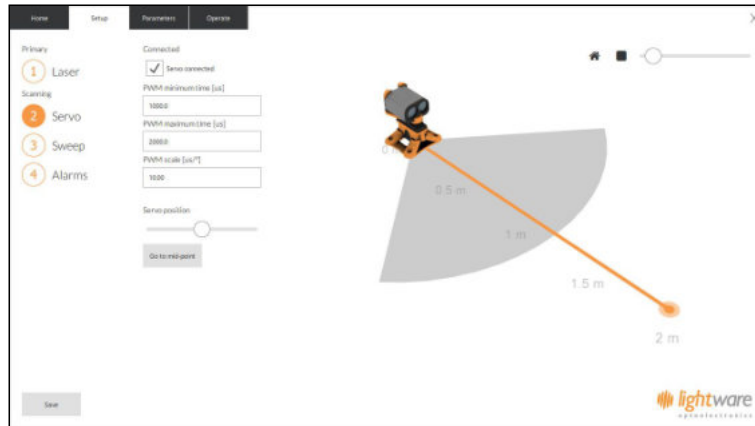 Home Setup Parameters Operate
Primary
1 Laser
Scanning
2 Servo
3 Sweep
4 Alarms
Connected
Servo connected
PWM minimum time [us]
1000.0
PWM maximum time [us]
2000.0
PWM scale [us/°]
10.00
Servo position
Go to mid-point
0.5 m
1 m
1.5 m
2 m
Save
lightware
optoelectronics